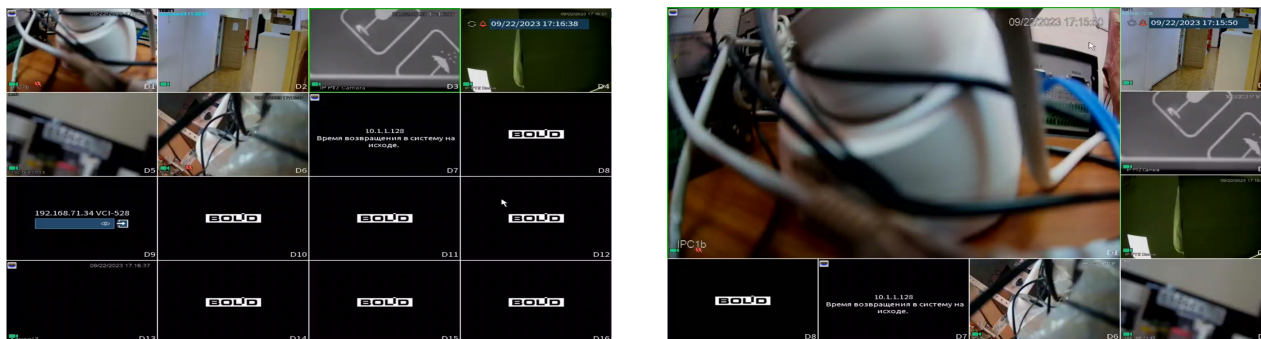 D1
D2
D3
09/22/2023 17:16:38
D4
D5
D6
10.1.1.128
Время возвращения в систему на
исходе.
D7
BOLID
D8
192.168.71.34 VCI-528
D9
BOLID
D10
BOLID
D11
BOLID
D12
09/22/2023 17:16:37
D13
BOLID
D14
BOLID
D15
BOLID
D16
09/22/2023 17:15:50
IPC1b
09/22/2023 17:15:50
BOLID
D8
10.1.1.128
Время возвращения в систему на
исходе.
D7
D6